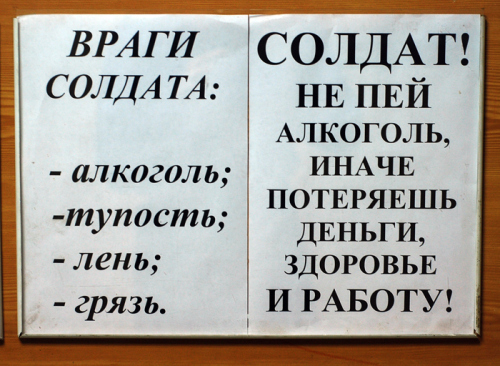 ВРАГИ
СОЛДАТА:
- алкоголь;
-тупость;
- лень;
- грязь.
СОЛДАТ!
НЕ ПЕЙ
АЛКОГОЛЬ,
ИНАЧЕ
ПОТЕРЯЕШЬ
ДЕНЬГИ,
ЗДОРОВЬЕ
И РАБОТУ!